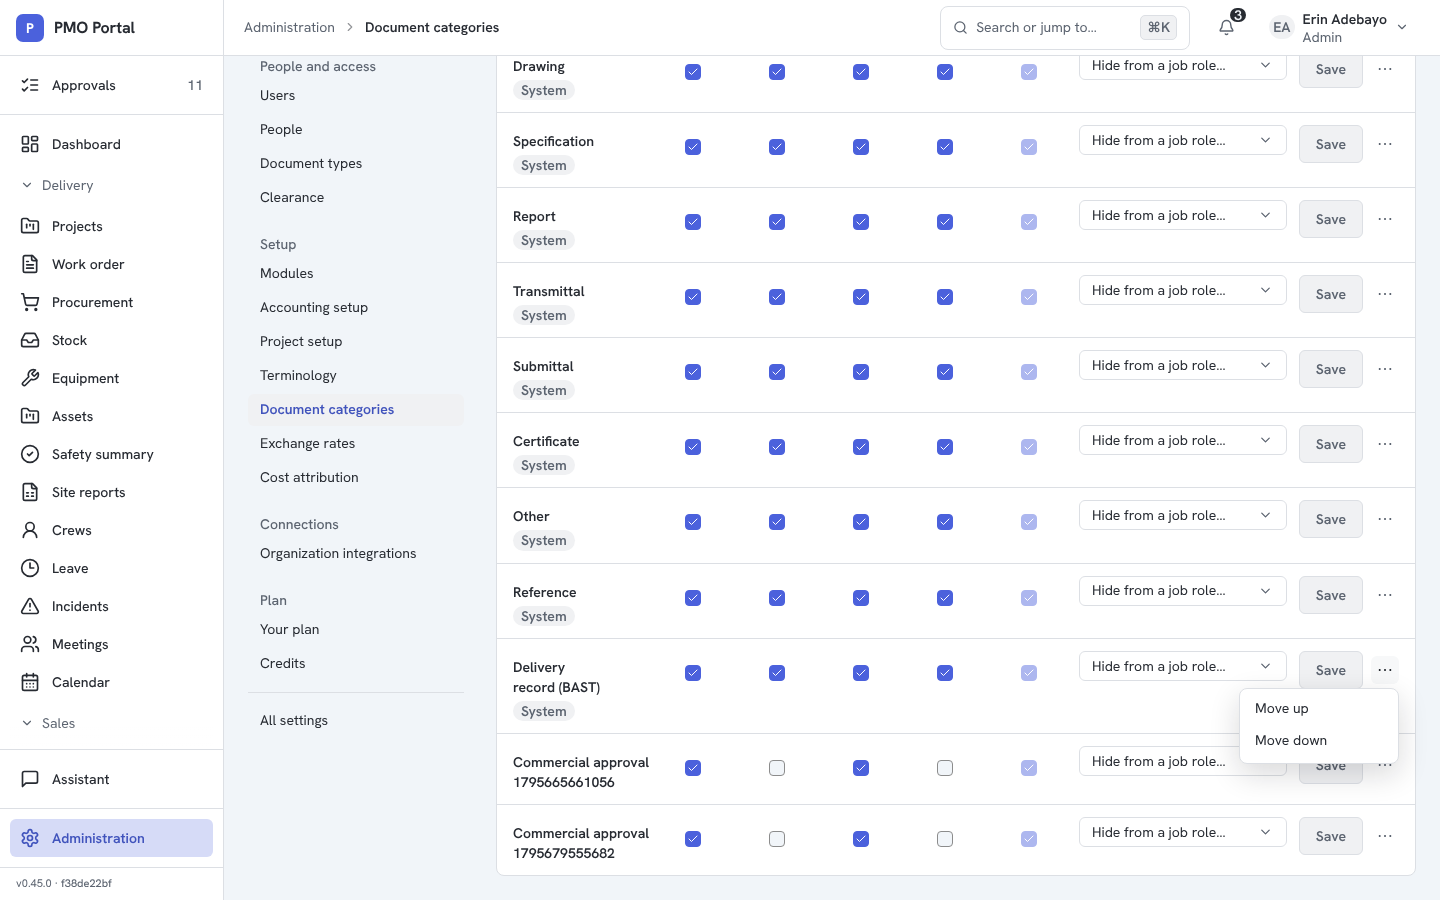 P PMO Portal
Administration > Document categories
Search or jump to...
⌘K
3
EA
Erin Adebayo
Admin
Approvals 11
Dashboard
Delivery
Projects
Work order
Procurement
Stock
Equipment
Assets
Safety summary
Site reports
Crews
Leave
Incidents
Meetings
Calendar
Sales
Assistant
Administration
v0.45.0 · f38de22bf
People and access
Users
People
Document types
Clearance
Setup
Modules
Accounting setup
Project setup
Terminology
Document categories
Exchange rates
Cost attribution
Connections
Organization integrations
Plan
Your plan
Credits
All settings
Drawing
System
Hide from a job role... Save ...
Specification
System
Hide from a job role... Save ...
Report
System
Hide from a job role... Save ...
Transmittal
System
Hide from a job role... Save ...
Submittal
System
Hide from a job role... Save ...
Certificate
System
Hide from a job role... Save ...
Other
System
Hide from a job role... Save ...
Reference
System
Hide from a job role... Save ...
Delivery
record (BAST)
System
Hide from a job role... Save ...
Move up
Move down
Commercial approval
1795665661056
Hide from a job role... Save ...
Commercial approval
1795679555682
Hide from a job role... Save ...